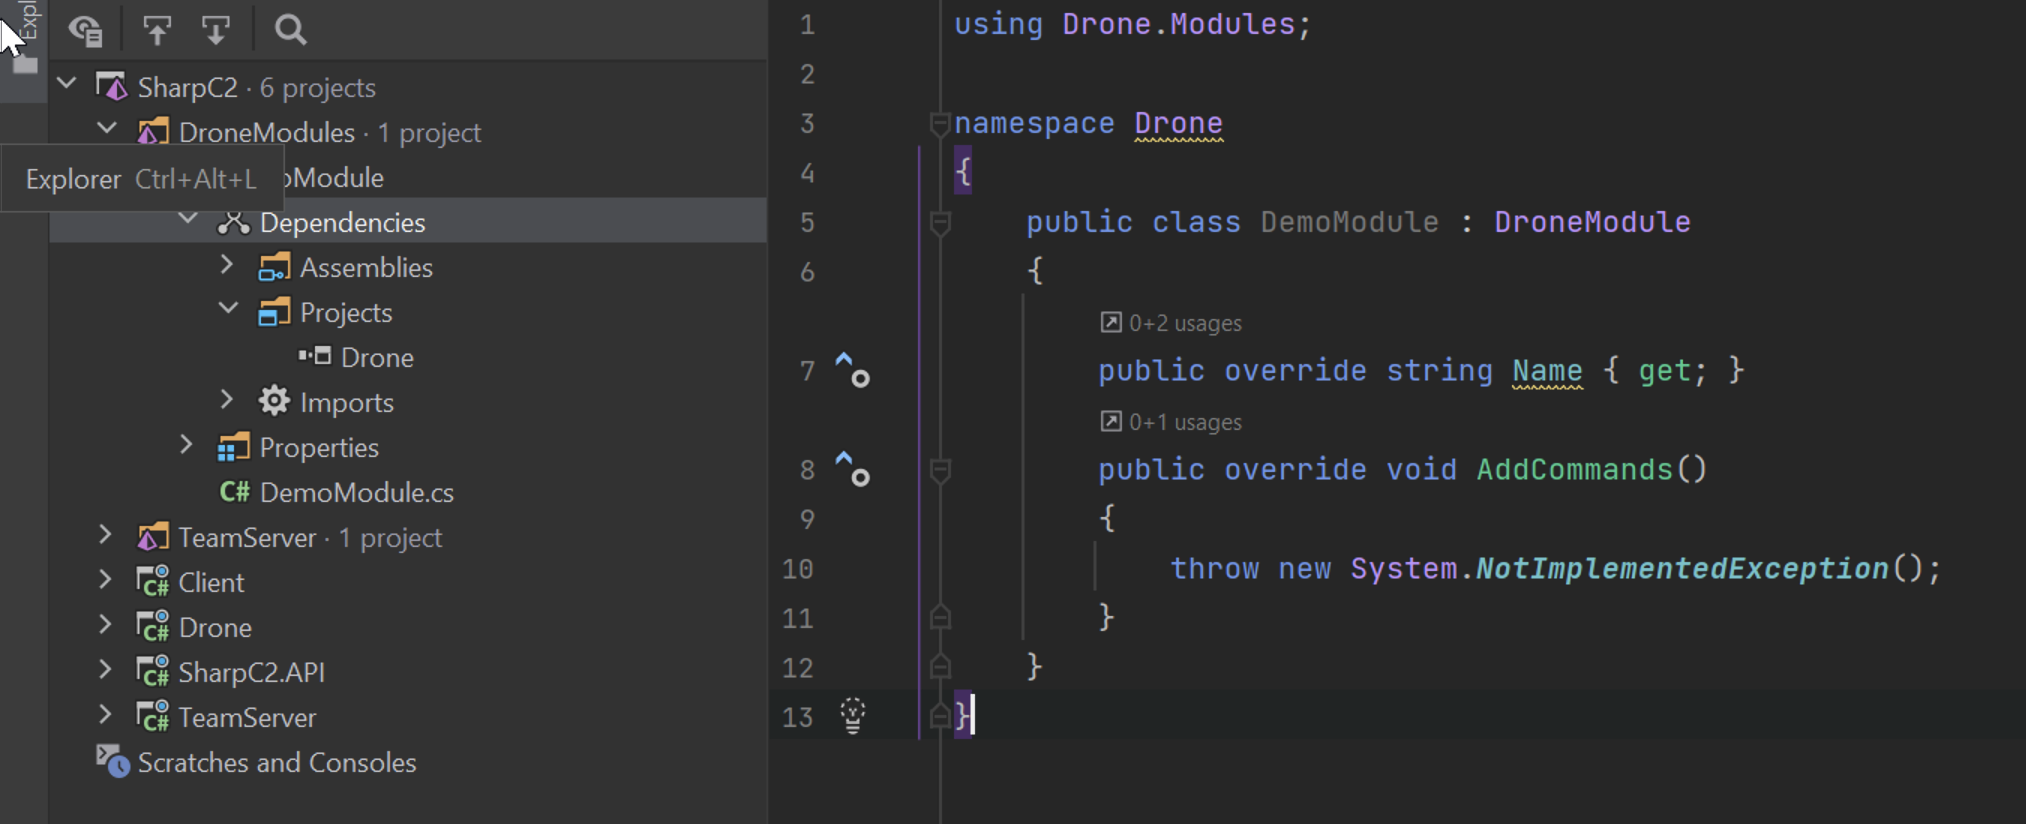 Expl
SharpC2 · 6 projects
DroneModules · 1 project
Explorer Ctrl+Alt+L
oModule
Dependencies
Assemblies
Projects
Drone
Imports
Properties
C# DemoModule.cs
TeamServer · 1 project
C# Client
C# Drone
C# SharpC2.API
C# TeamServer
Scratches and Consoles
1 using Drone.Modules;
2
3 namespace Drone
4 {
5 public class DemoModule : DroneModule
6 {
0+2 usages
7 public override string Name { get; }
0+1 usages
8 public override void AddCommands()
9 {
10 throw new System.NotImplementedException();
11 }
12 }
13 }